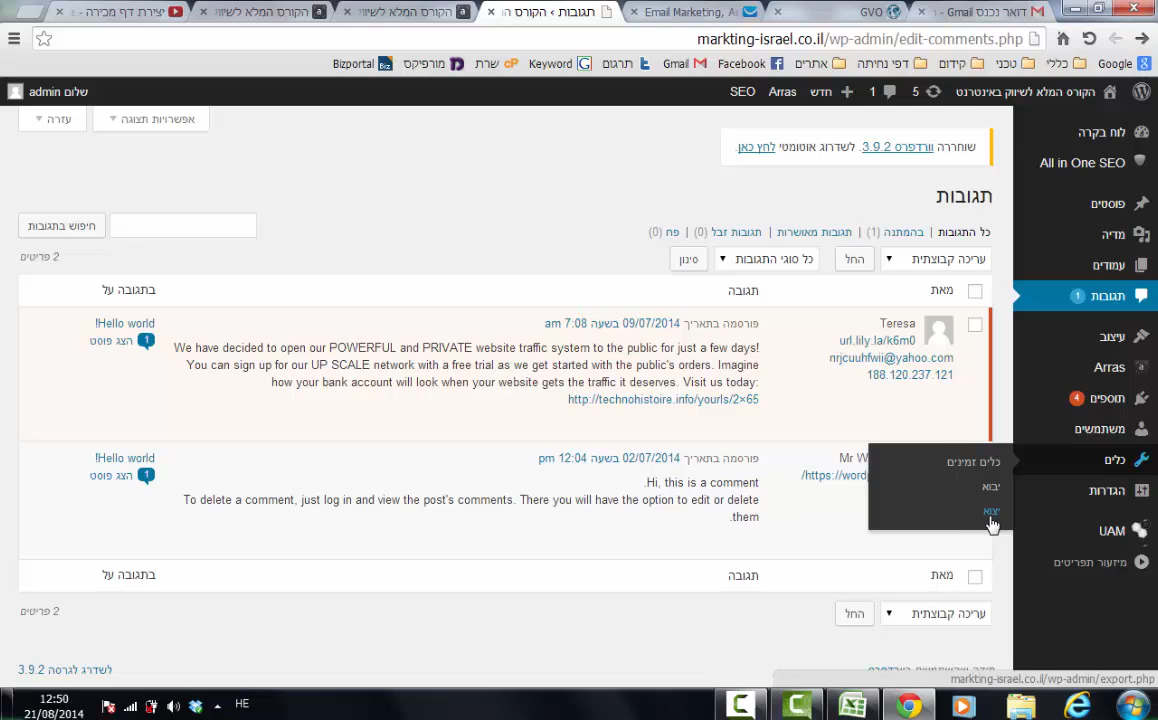 דואר נכנס - Gmail
GVO
Email Marketing, Au
תגובות › הקורס המ
הקורס המלא לשיווק
הקורס המלא לשיווק
יצירת דף מכירה -
markting-israel.co.il/wp-admin/edit-comments.php
Google
כללי
טכני
קידום
דפי נחיתה
אתרים
Facebook
Gmail
תרגום
Keyword
שרת
מורפיקס
Bizportal
הקורס המלא לשיווק באינטרנט
5
1
חדש
Arras
SEO
שלום admin
לוח בקרה
All in One SEO
פוסטים
מדיה
עמודים
תגובות 1
עיצוב
Arras
תוספים 4
משתמשים
כלים
הגדרות
UAM
מיזעור תפריטים
כלים זמינים
יבוא
יצוא
אפשרויות תצוגה
עזרה
שוחררה וורדפרס 3.9.2. לשדרוג אוטומטי לחץ כאן.
תגובות
כל התגובות | בהמתנה (1) | תגובות מאושרות | תגובות זבל (0) | פח (0)
חיפוש בתגובות
עריכה קבוצתית
החל
כל סוגי התגובות
סינון
2 פריטים
מאת
תגובה
בתגובה על
Teresa
url.lily.la/k6m0
nrjcuuhfwii@yahoo.com
188.120.237.121
פורסמה בתאריך 09/07/2014 בשעה 7:08 am
We have decided to open our POWERFUL and PRIVATE website traffic system to the public for just a few days!
You can sign up for our UP SCALE network with a free trial as we get started with the public's orders. Imagine
how your bank account will look when your website gets the traffic it deserves. Visit us today:
http://technohistoire.info/yourls/2×65
Hello world!
1 הצג פוסט
Mr W
https://wordp
פורסמה בתאריך 02/07/2014 בשעה 12:04 pm
Hi, this is a comment.
To delete a comment, just log in and view the post's comments. There you will have the option to edit or delete
them.
Hello world!
1 הצג פוסט
מאת
תגובה
בתגובה על
עריכה קבוצתית
החל
2 פריטים
לשדרג לגרסה 3.9.2
markting-israel.co.il/wp-admin/export.php
HE
12:50
21/08/2014